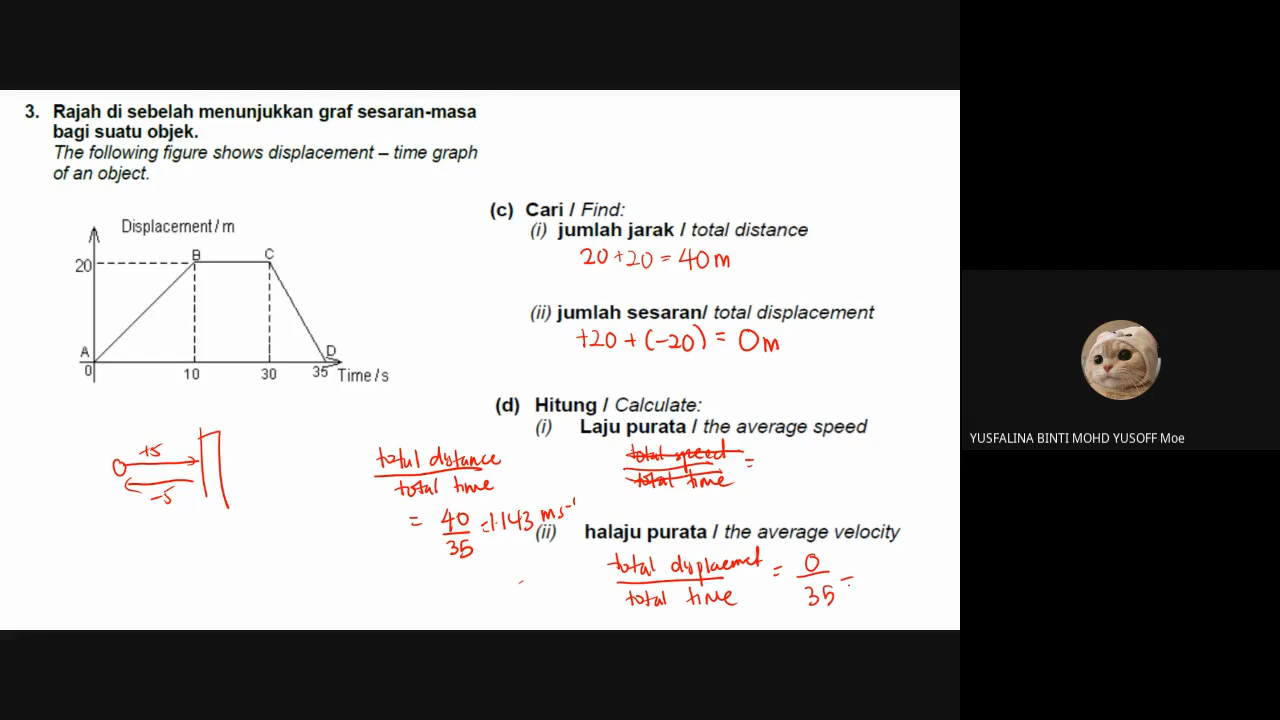 3. Rajah di sebelah menunjukkan graf sesaran-masa
bagi suatu objek.
The following figure shows displacement – time graph
of an object.
Displacement / m
20
A
B
C
D
0
10
30
35
Time / s
+5
-5
(c) Cari / Find:
(i) jumlah jarak / total distance
20 + 20 = 40 m
(ii) jumlah sesaran/ total displacement
+20 + (-20) = 0 m
(d) Hitung / Calculate:
(i) Laju purata / the average speed
total speed
total time
=
total distance
total time
= 40/35 = 1.143 ms⁻¹
(ii) halaju purata / the average velocity
total displacemet
total time
= 0/35 =
YUSFALINA BINTI MOHD YUSOFF Moe